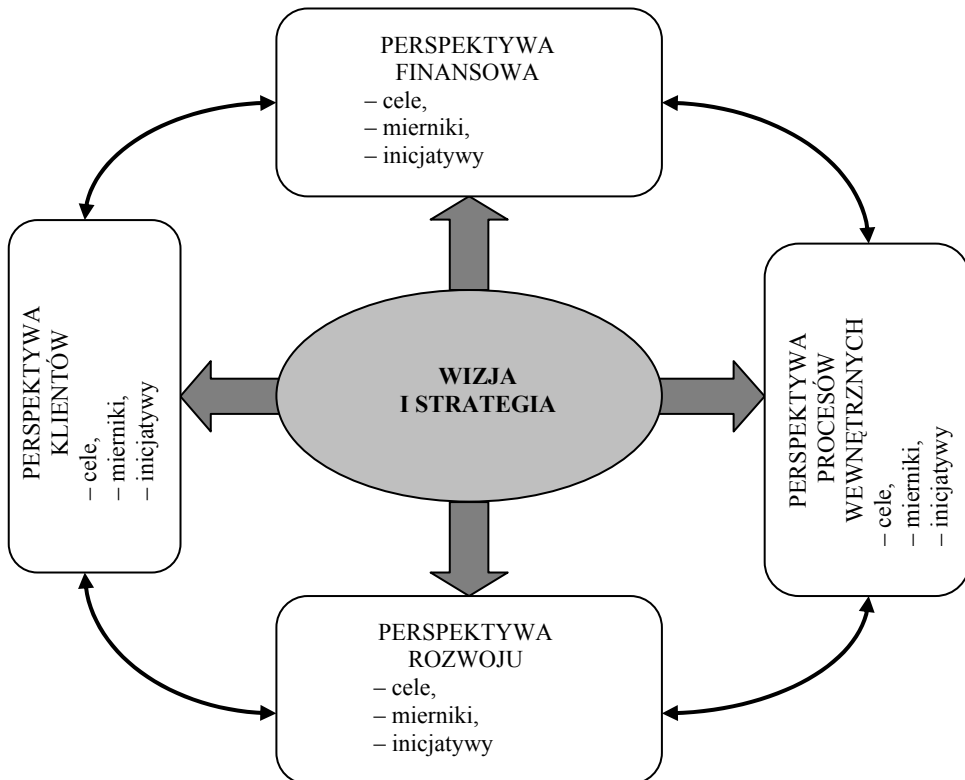 PERSPEKTYWA
FINANSOWA
– cele,
– mierniki,
– inicjatywy
PERSPEKTYWA
KLIENTÓW
– cele,
– mierniki,
– inicjatywy
WIZJA
I STRATEGIA
PERSPEKTYWA
PROCESÓW
WEWNĘTRZNYCH
– cele,
– mierniki,
– inicjatywy
PERSPEKTYWA
ROZWOJU
– cele,
– mierniki,
– inicjatywy